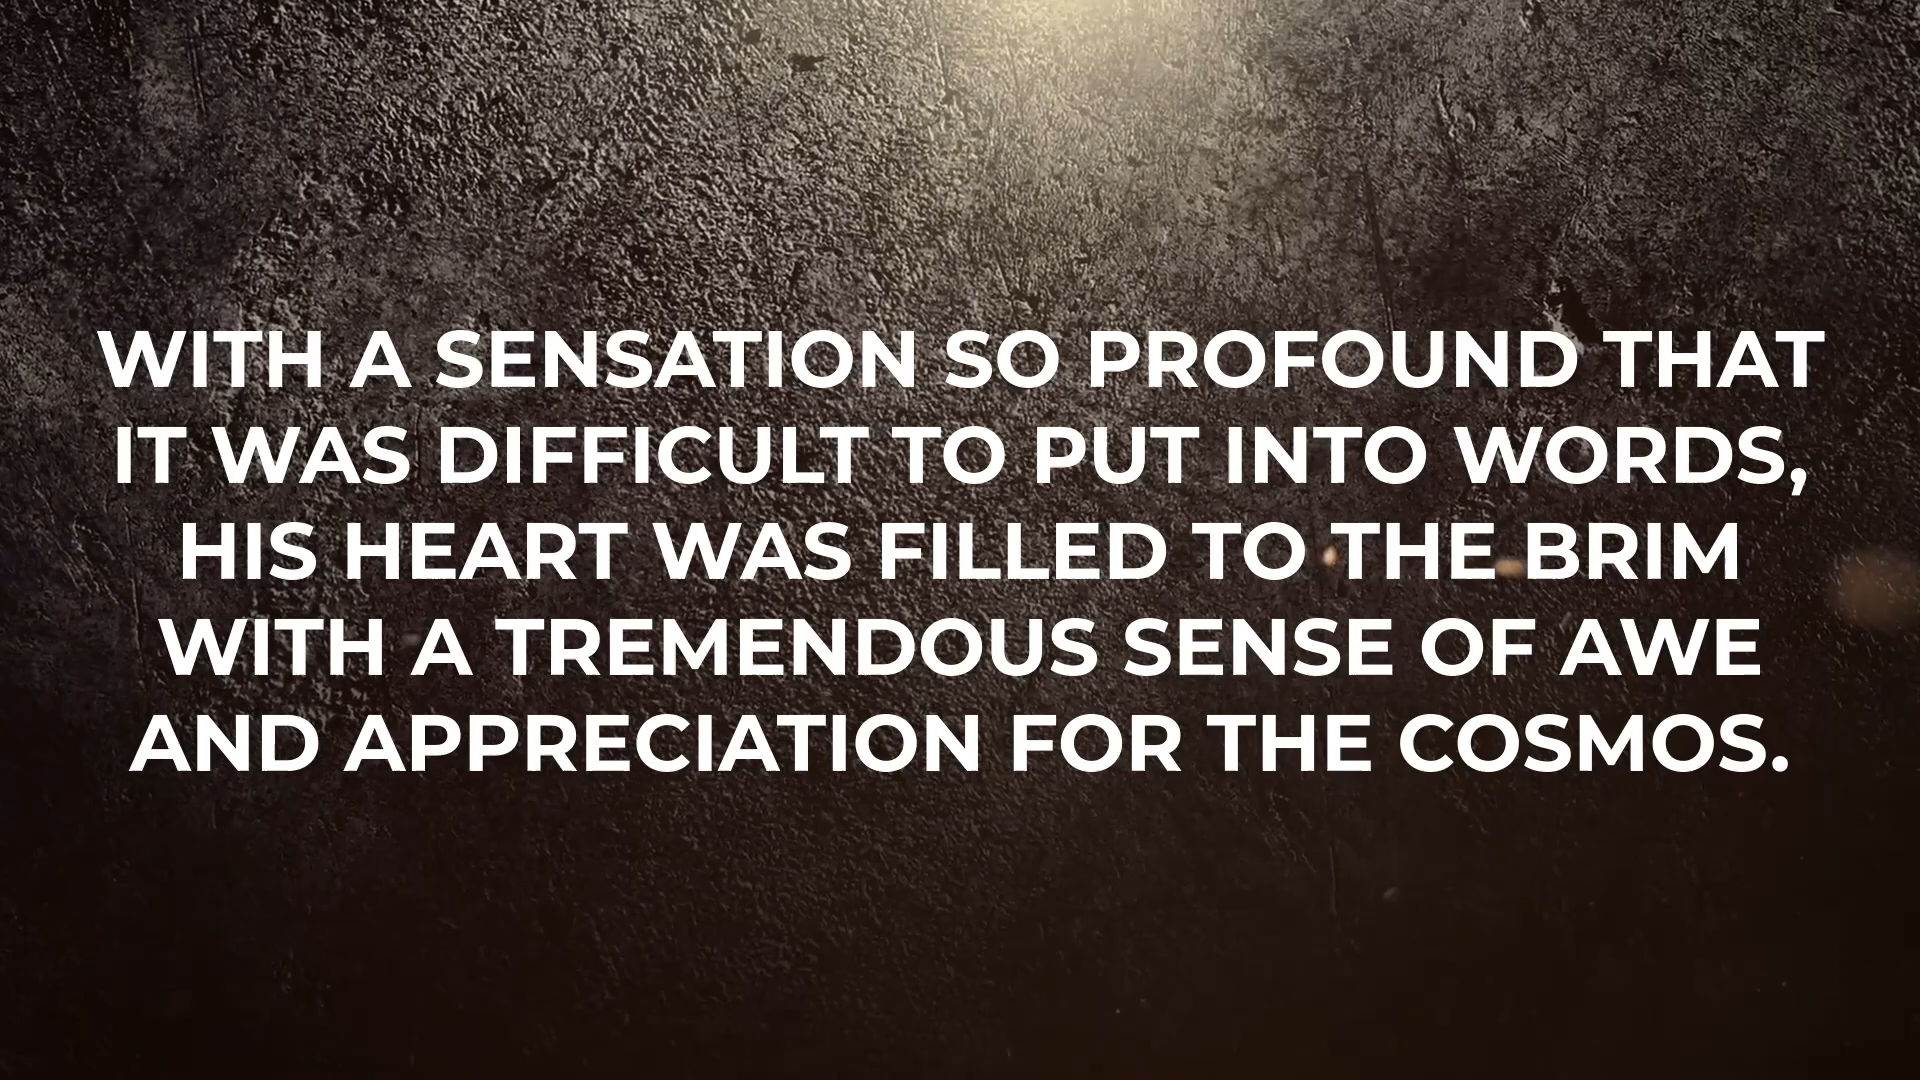 WITH A SENSATION SO PROFOUND THAT
IT WAS DIFFICULT TO PUT INTO WORDS,
HIS HEART WAS FILLED TO THE BRIM
WITH A TREMENDOUS SENSE OF AWE
AND APPRECIATION FOR THE COSMOS.